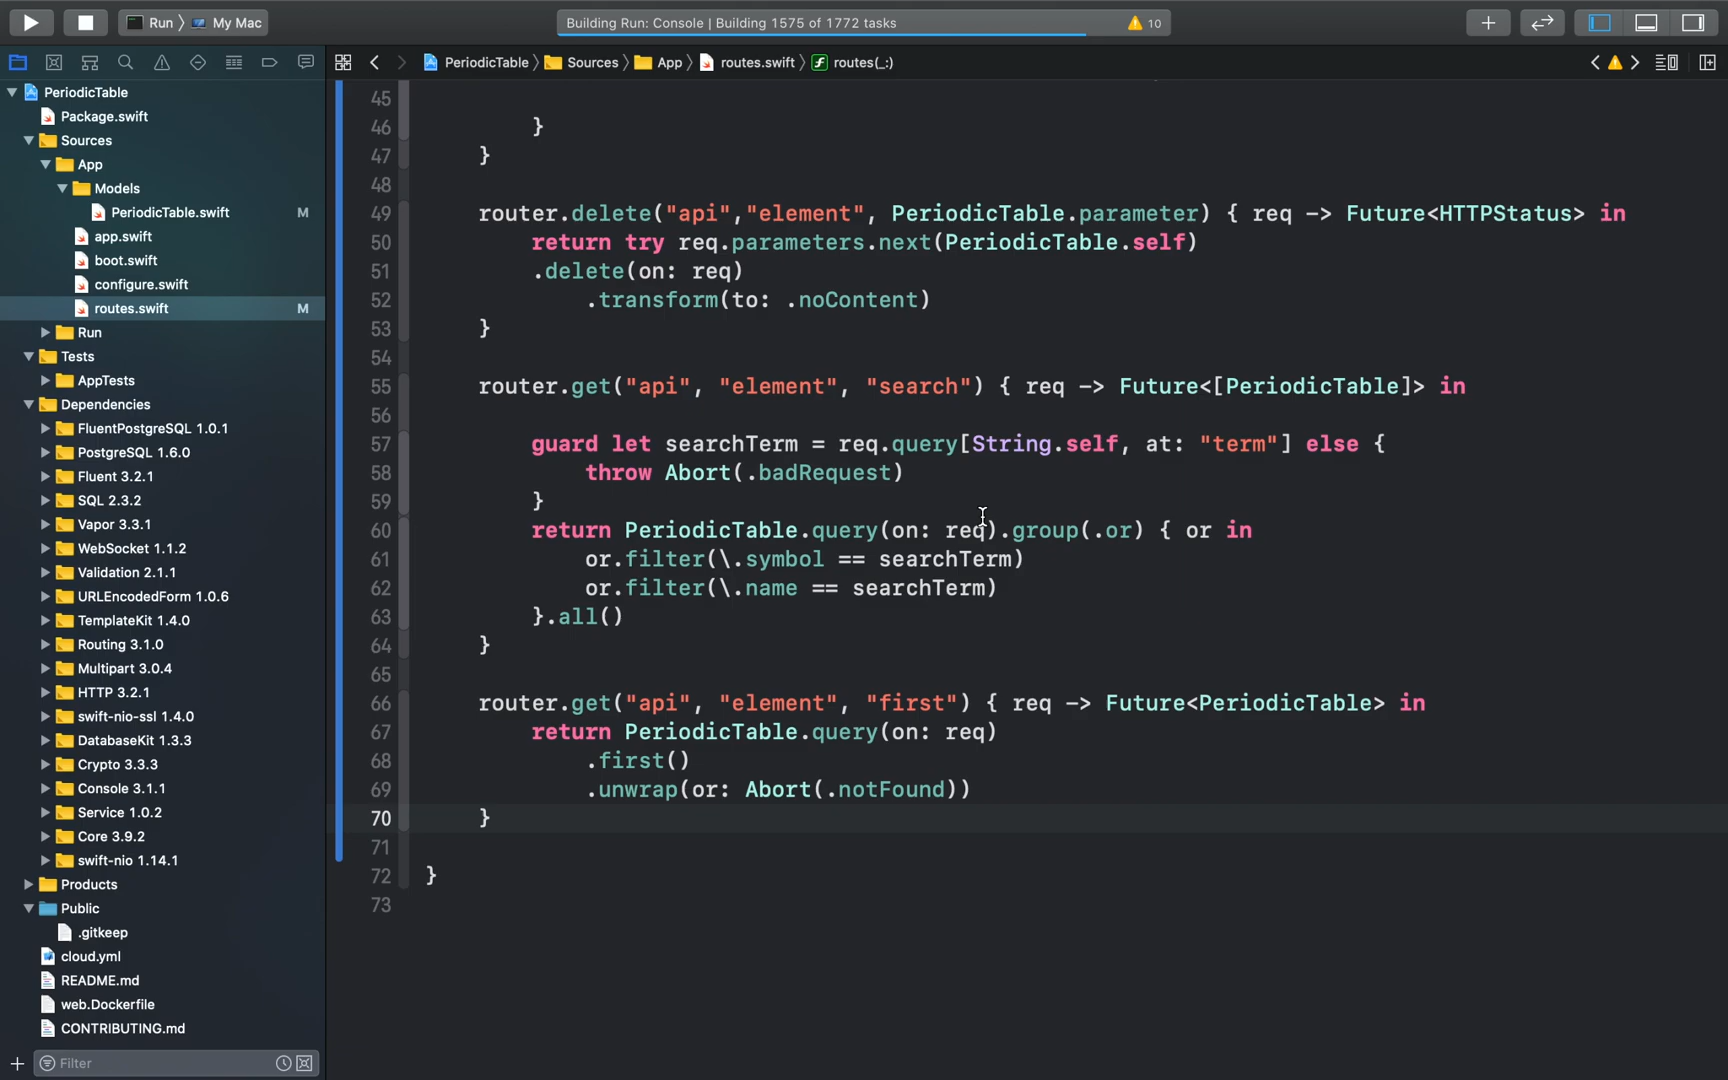 Run 〉 My Mac
Building Run: Console | Building 1575 of 1772 tasks
10
PeriodicTable 〉 Sources 〉 App 〉 routes.swift 〉 f routes(_:)
PeriodicTable
Package.swift
Sources
App
Models
PeriodicTable.swift M
app.swift
boot.swift
configure.swift
routes.swift M
Run
Tests
AppTests
Dependencies
FluentPostgreSQL 1.0.1
PostgreSQL 1.6.0
Fluent 3.2.1
SQL 2.3.2
Vapor 3.3.1
WebSocket 1.1.2
Validation 2.1.1
URLEncodedForm 1.0.6
TemplateKit 1.4.0
Routing 3.1.0
Multipart 3.0.4
HTTP 3.2.1
swift-nio-ssl 1.4.0
DatabaseKit 1.3.3
Crypto 3.3.3
Console 3.1.1
Service 1.0.2
Core 3.9.2
swift-nio 1.14.1
Products
Public
.gitkeep
cloud.yml
README.md
web.Dockerfile
CONTRIBUTING.md
Filter
45
46 }
47 }
48
49 router.delete("api","element", PeriodicTable.parameter) { req -> Future<HTTPStatus> in
50 return try req.parameters.next(PeriodicTable.self)
51 .delete(on: req)
52 .transform(to: .noContent)
53 }
54
55 router.get("api", "element", "search") { req -> Future<[PeriodicTable]> in
56
57 guard let searchTerm = req.query[String.self, at: "term"] else {
58 throw Abort(.badRequest)
59 }
60 return PeriodicTable.query(on: req).group(.or) { or in
61 or.filter(\.symbol == searchTerm)
62 or.filter(\.name == searchTerm)
63 }.all()
64 }
65
66 router.get("api", "element", "first") { req -> Future<PeriodicTable> in
67 return PeriodicTable.query(on: req)
68 .first()
69 .unwrap(or: Abort(.notFound))
70 }
71
72 }
73